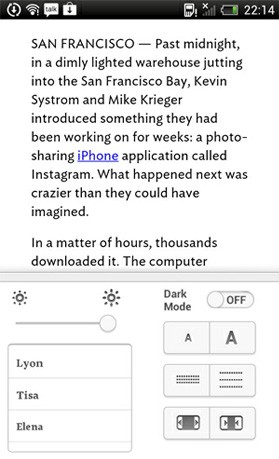 talk 22:14
SAN FRANCISCO — Past midnight,
in a dimly lighted warehouse jutting
into the San Francisco Bay, Kevin
Systrom and Mike Krieger
introduced something they had
been working on for weeks: a photo-
sharing iPhone application called
Instagram. What happened next was
crazier than they could have
imagined.
In a matter of hours, thousands
downloaded it. The computer
Dark
Mode OFF
A A
Lyon
Tisa
Elena